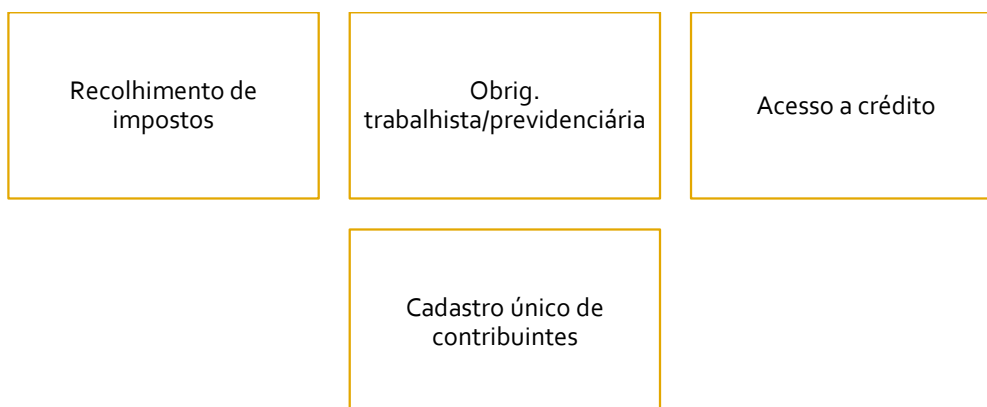 Recolhimento de
impostos
Obrig.
trabalhista/previdenciária
Acesso a crédito
Cadastro único de
contribuintes